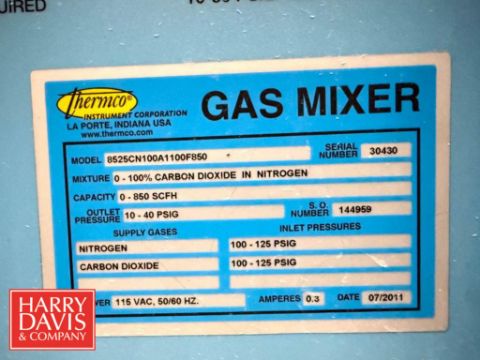 UIRED
thermco
INSTRUMENT CORPORATION
LA PORTE, INDIANA USA
www.thermco.com
GAS MIXER
MODEL 8525CN100A1100F850 SERIAL NUMBER 30430
MIXTURE 0 - 100% CARBON DIOXIDE IN NITROGEN
CAPACITY 0 - 850 SCFH
OUTLET PRESSURE 10 - 40 PSIG S.O. NUMBER 144959
SUPPLY GASES INLET PRESSURES
NITROGEN 100 - 125 PSIG
CARBON DIOXIDE 100 - 125 PSIG
WER 115 VAC, 50/60 HZ. AMPERES 0.3 DATE 07/2011
HARRY
DAVIS
& COMPANY